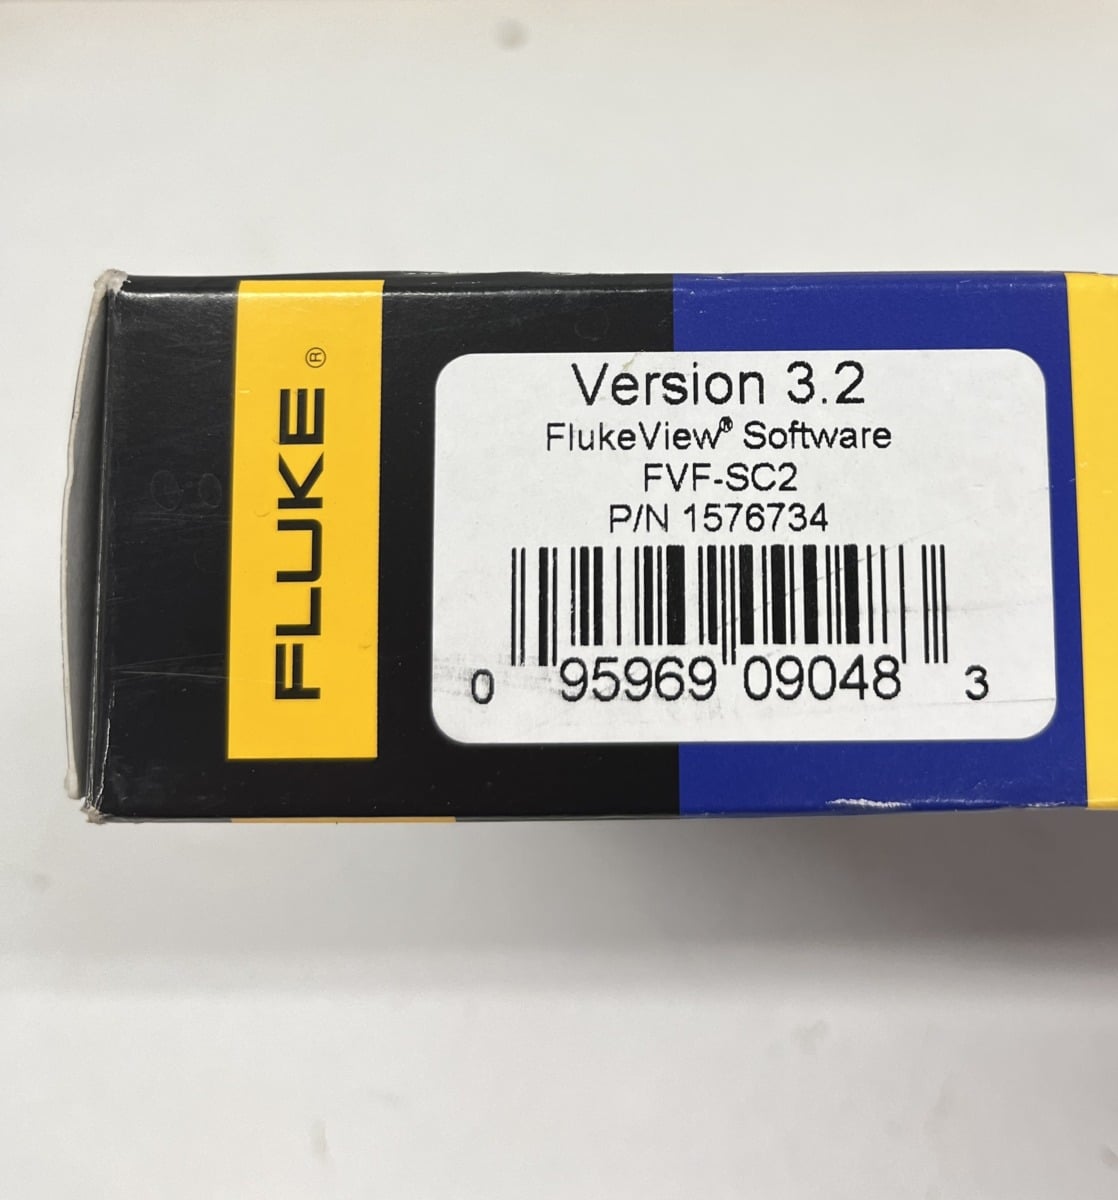 FLUKE®
Version 3.2
FlukeView® Software
FVF-SC2
P/N 1576734
0 95969 09048 3